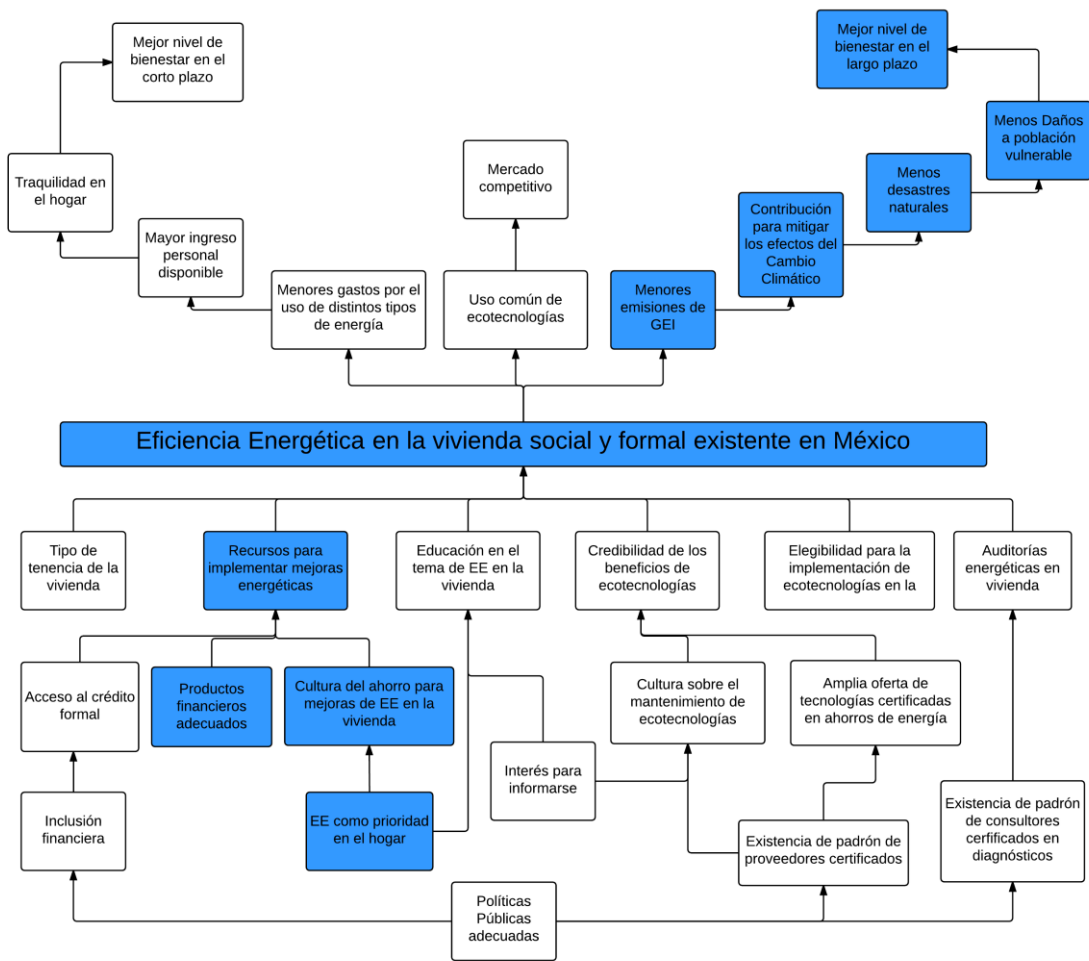 Mejor nivel de
bienestar en el
corto plazo
Mejor nivel de
bienestar en el
largo plazo
Menos Daños
a población
vulnerable
Traquilidad en
el hogar
Mercado
competitivo
Menos
desastres
naturales
Mayor ingreso
personal
disponible
Contribución
para mitigar
los efectos del
Cambio
Climático
Menores gastos por el
uso de distintos tipos
de energía
Uso común de
ecotecnologías
Menores
emisiones de
GEI
Eficiencia Energética en la vivienda social y formal existente en México
Tipo de
tenencia de la
vivienda
Recursos para
implementar mejoras
energéticas
Educación en el
tema de EE en la
vivienda
Credibilidad de los
beneficios de
ecotecnologías
Elegibilidad para la
implementación de
ecotecnologías en la
Auditorías
energéticas en
vivienda
Acceso al crédito
formal
Productos
financieros
adecuados
Cultura del ahorro para
mejoras de EE en la
vivienda
Cultura sobre el
mantenimiento de
ecotecnologías
Amplia oferta de
tecnologías certificadas
en ahorros de energía
Interés para
informarse
Inclusión
financiera
EE como prioridad
en el hogar
Existencia de padrón de
proveedores certificados
Existencia de padrón
de consultores
cerfificados en
diagnósticos
Políticas
Públicas
adecuadas